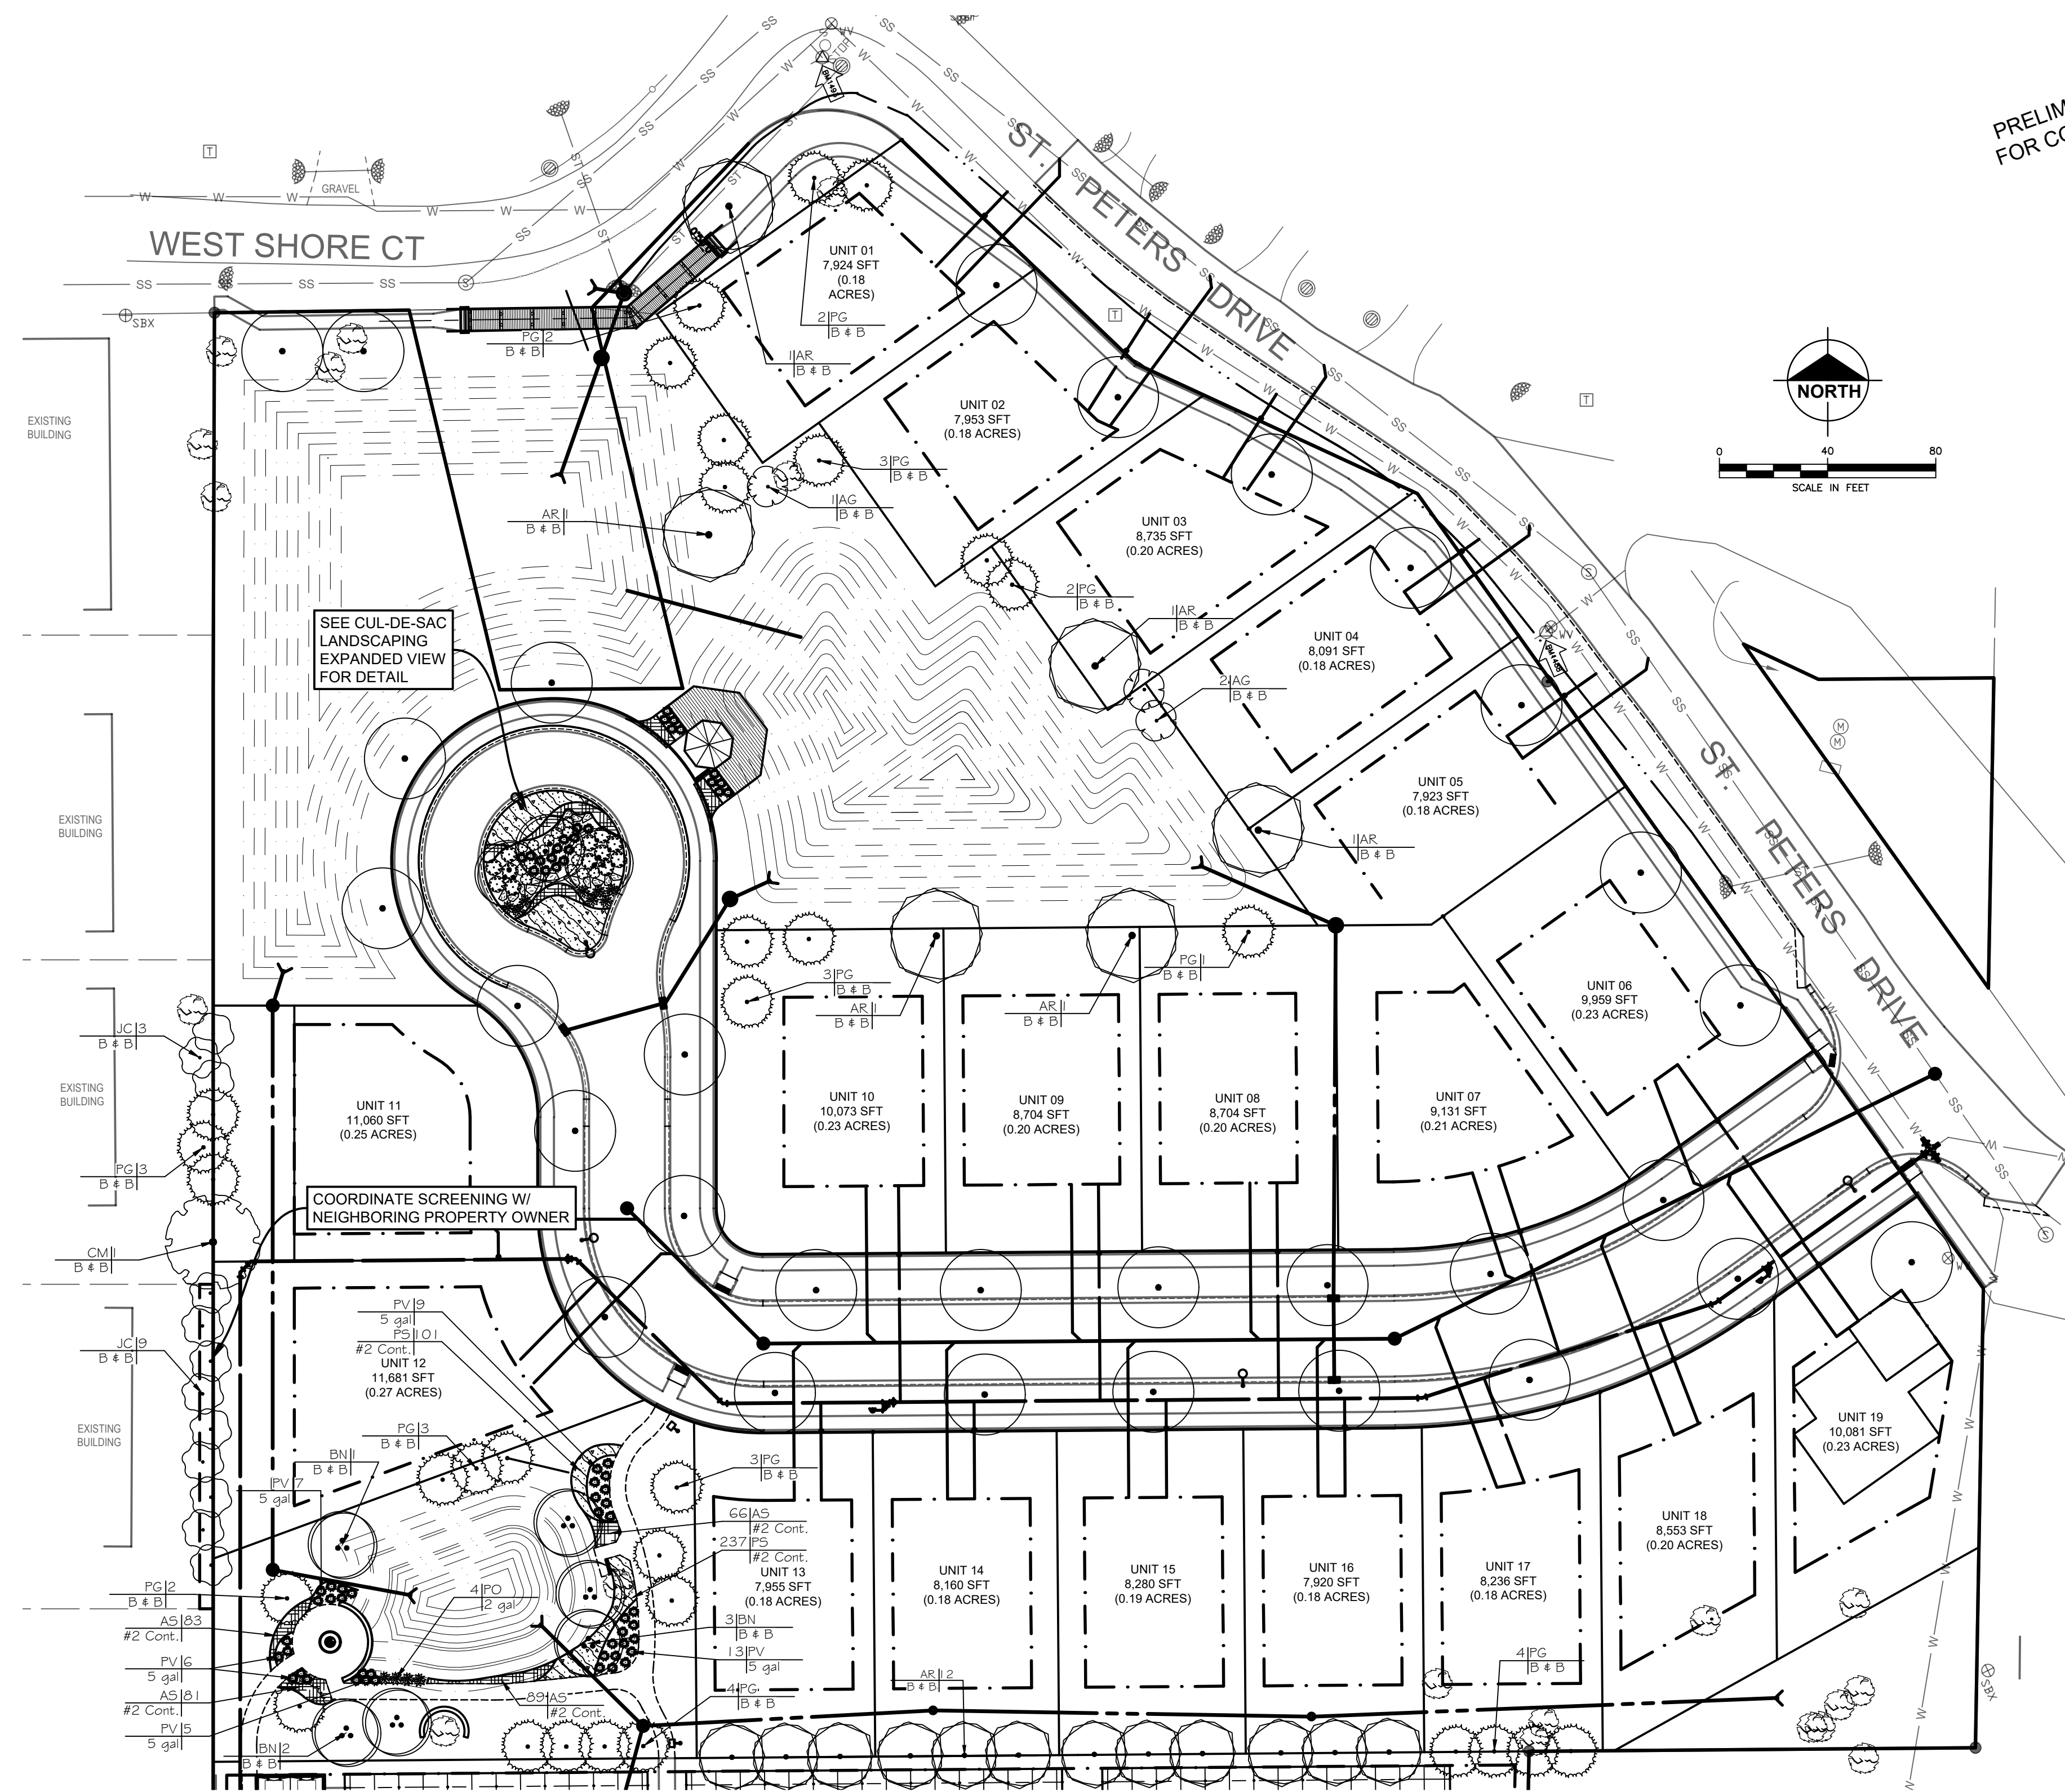 PRELIM
FOR CO
WEST SHORE CT
GRAVEL
ST. PETERS DRIVE
ST. PETERS DRIVE
NORTH
0 40 80
SCALE IN FEET
SBX
EXISTING
BUILDING
EXISTING
BUILDING
EXISTING
BUILDING
EXISTING
BUILDING
UNIT 01
7,924 SFT
(0.18
ACRES)
2 PG
B & B
PG 2
B & B
1 AR
B & B
UNIT 02
7,953 SFT
(0.18 ACRES)
3 PG
B & B
1 AG
B & B
AR 1
B & B
UNIT 03
8,735 SFT
(0.20 ACRES)
2 PG
B & B
1 AR
B & B
UNIT 04
8,091 SFT
(0.18 ACRES)
2 AG
B & B
SEE CUL-DE-SAC
LANDSCAPING
EXPANDED VIEW
FOR DETAIL
UNIT 05
7,923 SFT
(0.18 ACRES)
1 AR
B & B
3 PG
B & B
AR 1
B & B
AR 1
B & B
PG 1
B & B
UNIT 06
9,959 SFT
(0.23 ACRES)
JC 3
B & B
UNIT 11
11,060 SFT
(0.25 ACRES)
UNIT 10
10,073 SFT
(0.23 ACRES)
UNIT 09
8,704 SFT
(0.20 ACRES)
UNIT 08
8,704 SFT
(0.20 ACRES)
UNIT 07
9,131 SFT
(0.21 ACRES)
PG 3
B & B
COORDINATE SCREENING W/
NEIGHBORING PROPERTY OWNER
CM 1
B & B
PV 9
5 gal
PS 101
#2 Cont.
JC 9
B & B
UNIT 12
11,681 SFT
(0.27 ACRES)
PG 3
B & B
BN 1
B & B
PV 7
5 gal
3 PG
B & B
66 AS
#2 Cont.
237 PS
#2 Cont.
UNIT 13
7,955 SFT
(0.18 ACRES)
UNIT 14
8,160 SFT
(0.18 ACRES)
UNIT 15
8,280 SFT
(0.19 ACRES)
UNIT 16
7,920 SFT
(0.18 ACRES)
UNIT 17
8,236 SFT
(0.18 ACRES)
UNIT 18
8,553 SFT
(0.20 ACRES)
UNIT 19
10,081 SFT
(0.23 ACRES)
PG 2
B & B
4 PO
2 gal
AS 83
#2 Cont.
3 BN
B & B
13 PV
5 gal
PV 6
5 gal
AS 81
#2 Cont.
89 AS
#2 Cont.
4 PG
B & B
AR 12
B & B
4 PG
B & B
PV 5
5 gal
BN 2
B & B
SBX